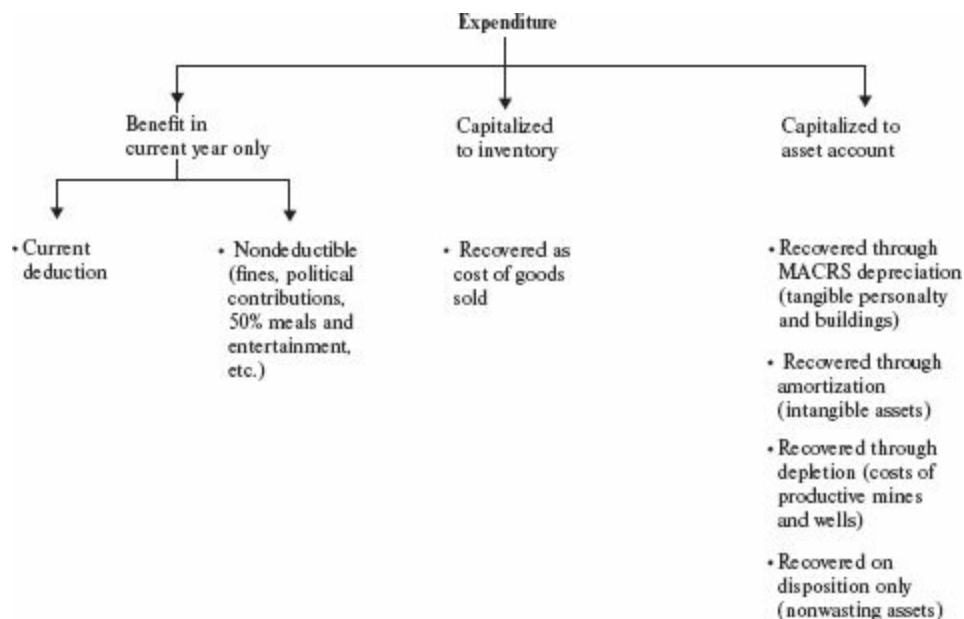 Expenditure
Benefit in
current year only
Capitalized
to inventory
Capitalized to
asset account
• Current
deduction
• Nondeductible
(fines, political
contributions,
50% meals and
entertainment,
etc.)
• Recovered as
cost of goods
sold
• Recovered through
MACRS depreciation
(tangible personalty
and buildings)
• Recovered through
amortization
(intangible assets)
• Recovered through
depletion (costs of
productive mines
and wells)
• Recovered on
disposition only
(nonwasting assets)